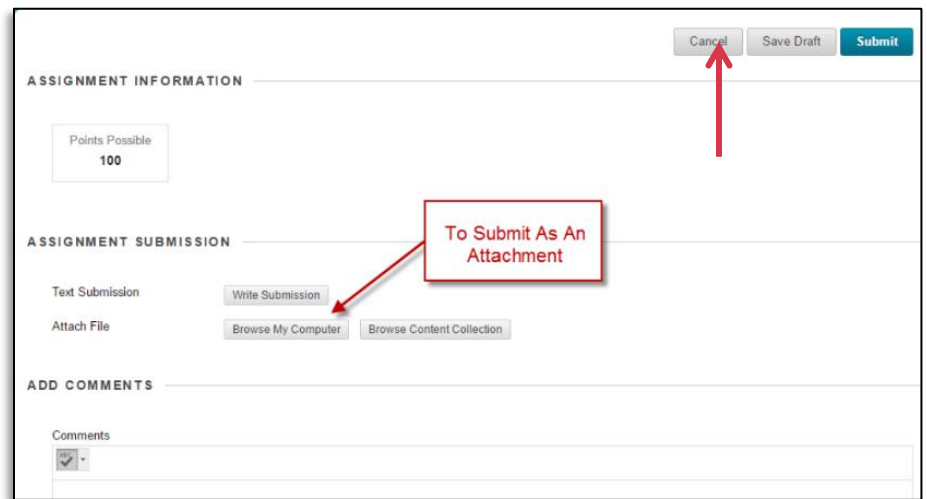 Cancel Save Draft Submit
ASSIGNMENT INFORMATION
Points Possible
100
ASSIGNMENT SUBMISSION
To Submit As An
Attachment
Text Submission Write Submission
Attach File Browse My Computer Browse Content Collection
ADD COMMENTS
Comments
ABC